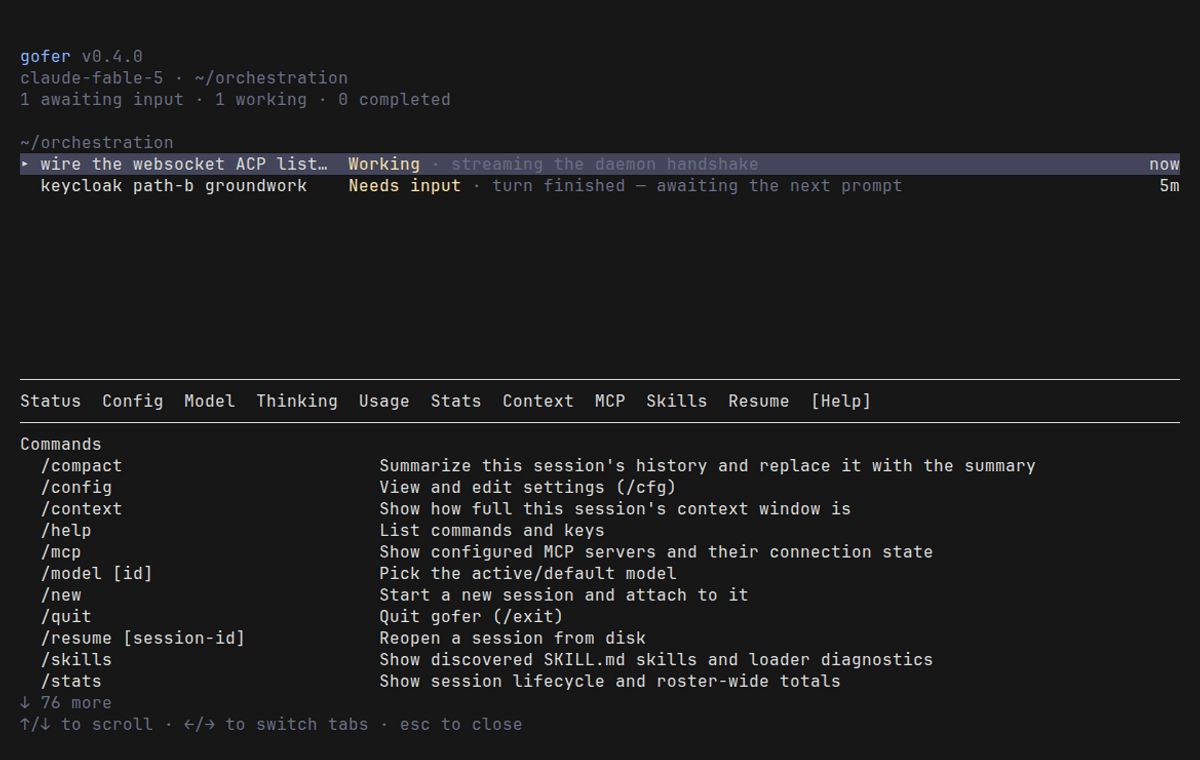 gofer v0.4.0
claude-fable-5 · ~/orchestration
1 awaiting input · 1 working · 0 completed
~/orchestration
▸ wire the websocket ACP list… Working · streaming the daemon handshake now
keycloak path-b groundwork Needs input · turn finished — awaiting the next prompt 5m
Status Config Model Thinking Usage Stats Context MCP Skills Resume [Help]
Commands
/compact Summarize this session's history and replace it with the summary
/config View and edit settings (/cfg)
/context Show how full this session's context window is
/help List commands and keys
/mcp Show configured MCP servers and their connection state
/model [id] Pick the active/default model
/new Start a new session and attach to it
/quit Quit gofer (/exit)
/resume [session-id] Reopen a session from disk
/skills Show discovered SKILL.md skills and loader diagnostics
/stats Show session lifecycle and roster-wide totals
↓ 76 more
↑/↓ to scroll · ←/→ to switch tabs · esc to close